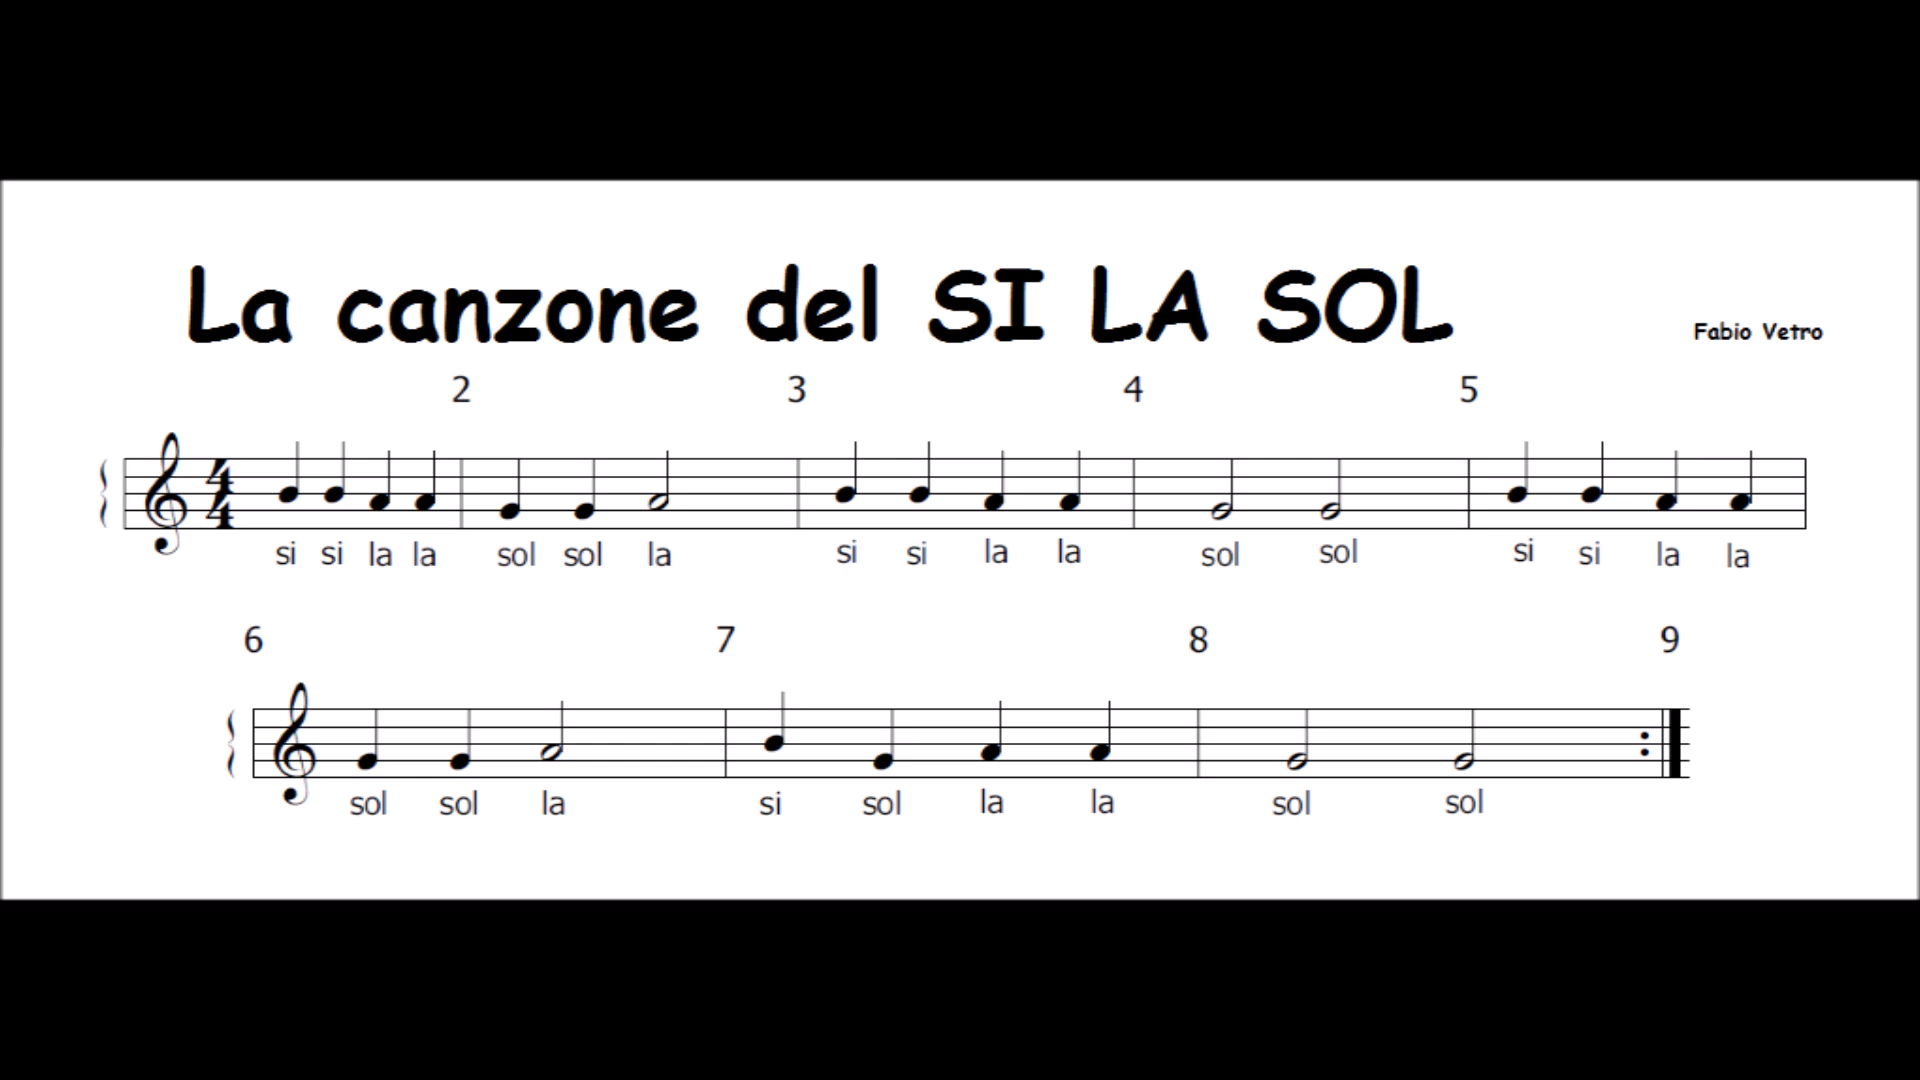 La canzone del SI LA SOL
Fabio Vetro
2 3 4 5
4
4
si si la la sol sol la si si la la sol sol si si la la
6 7 8 9
sol sol la si sol la la sol sol